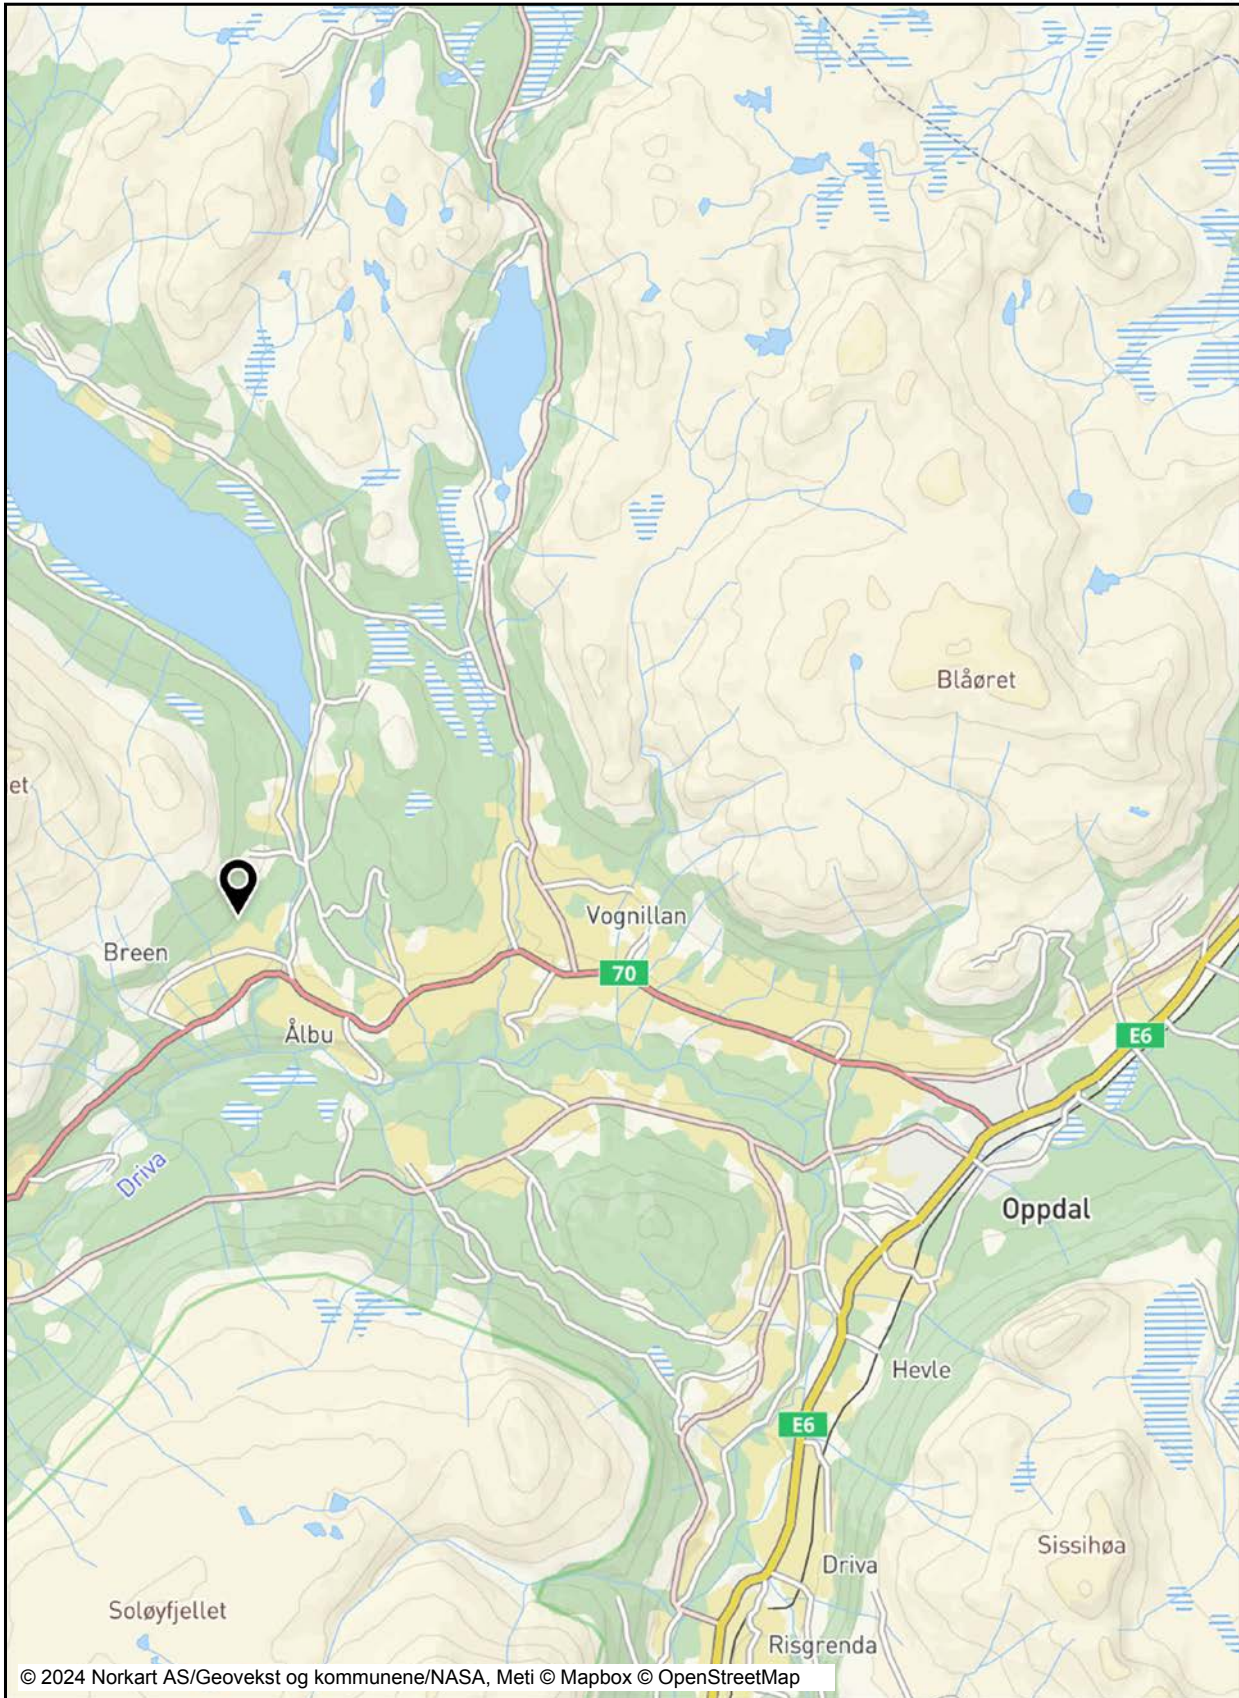 Blåøret
et
Vognillan
Breen
70
Ålbu
E6
Driva
Oppdal
Hevle
E6
Sissihøa
Driva
Soløyfjellet
Risgrenda
© 2024 Norkart AS/Geovekst og kommunene/NASA, Meti © Mapbox © OpenStreetMap